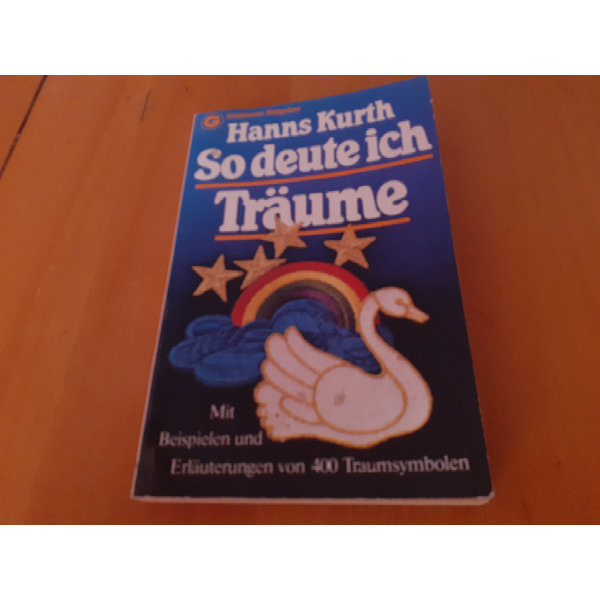 G Goldmann Ratgeber
Hanns Kurth
So deute ich
Träume
Mit
Beispielen und
Erläuterungen von 400 Traumsymbolen